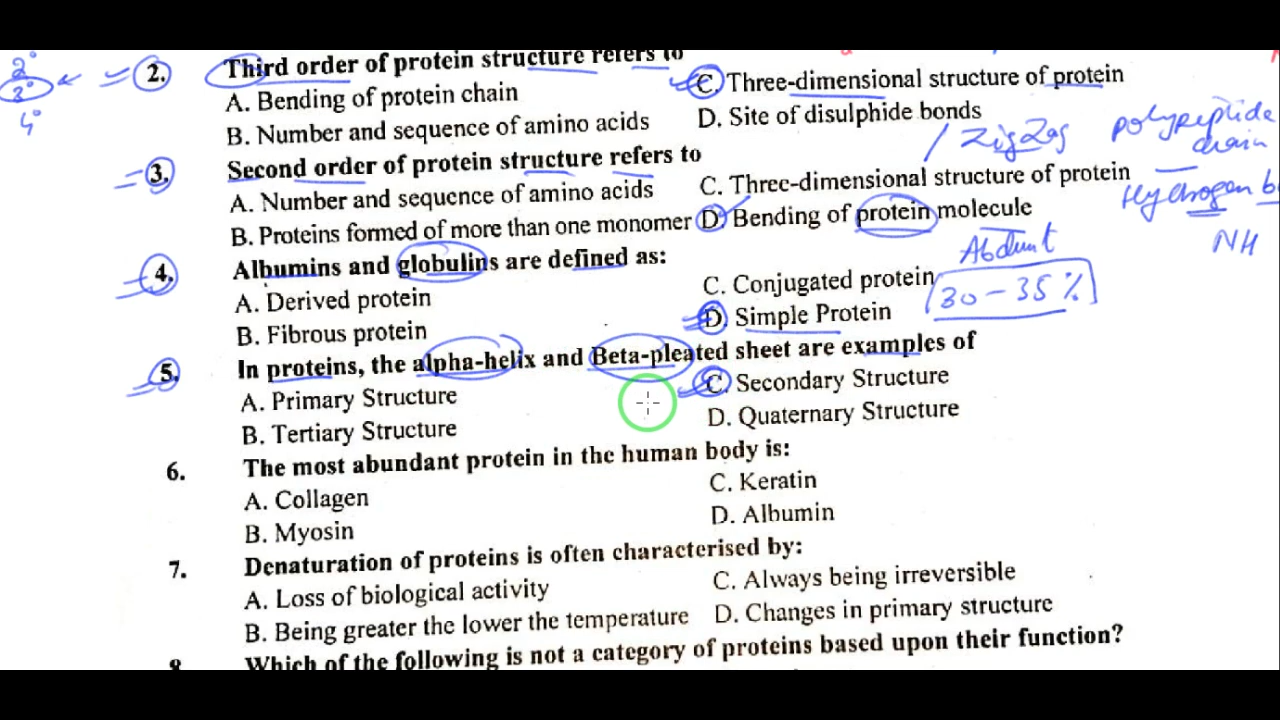 2°
3°
4°
2. Third order of protein structure refers to
A. Bending of protein chain
C. Three-dimensional structure of protein
B. Number and sequence of amino acids
D. Site of disulphide bonds
/ ZigZag
polypeptide
chain
3. Second order of protein structure refers to
A. Number and sequence of amino acids
C. Three-dimensional structure of protein
Hydrogen b
B. Proteins formed of more than one monomer
D. Bending of protein molecule
NH
4. Albumins and globulins are defined as:
A. Derived protein
C. Conjugated protein
30-35%
B. Fibrous protein
D. Simple Protein
5. In proteins, the alpha-helix and Beta-pleated sheet are examples of
A. Primary Structure
C. Secondary Structure
B. Tertiary Structure
D. Quaternary Structure
6. The most abundant protein in the human body is:
A. Collagen
C. Keratin
B. Myosin
D. Albumin
7. Denaturation of proteins is often characterised by:
A. Loss of biological activity
C. Always being irreversible
B. Being greater the lower the temperature
D. Changes in primary structure
8. Which of the following is not a category of proteins based upon their function?